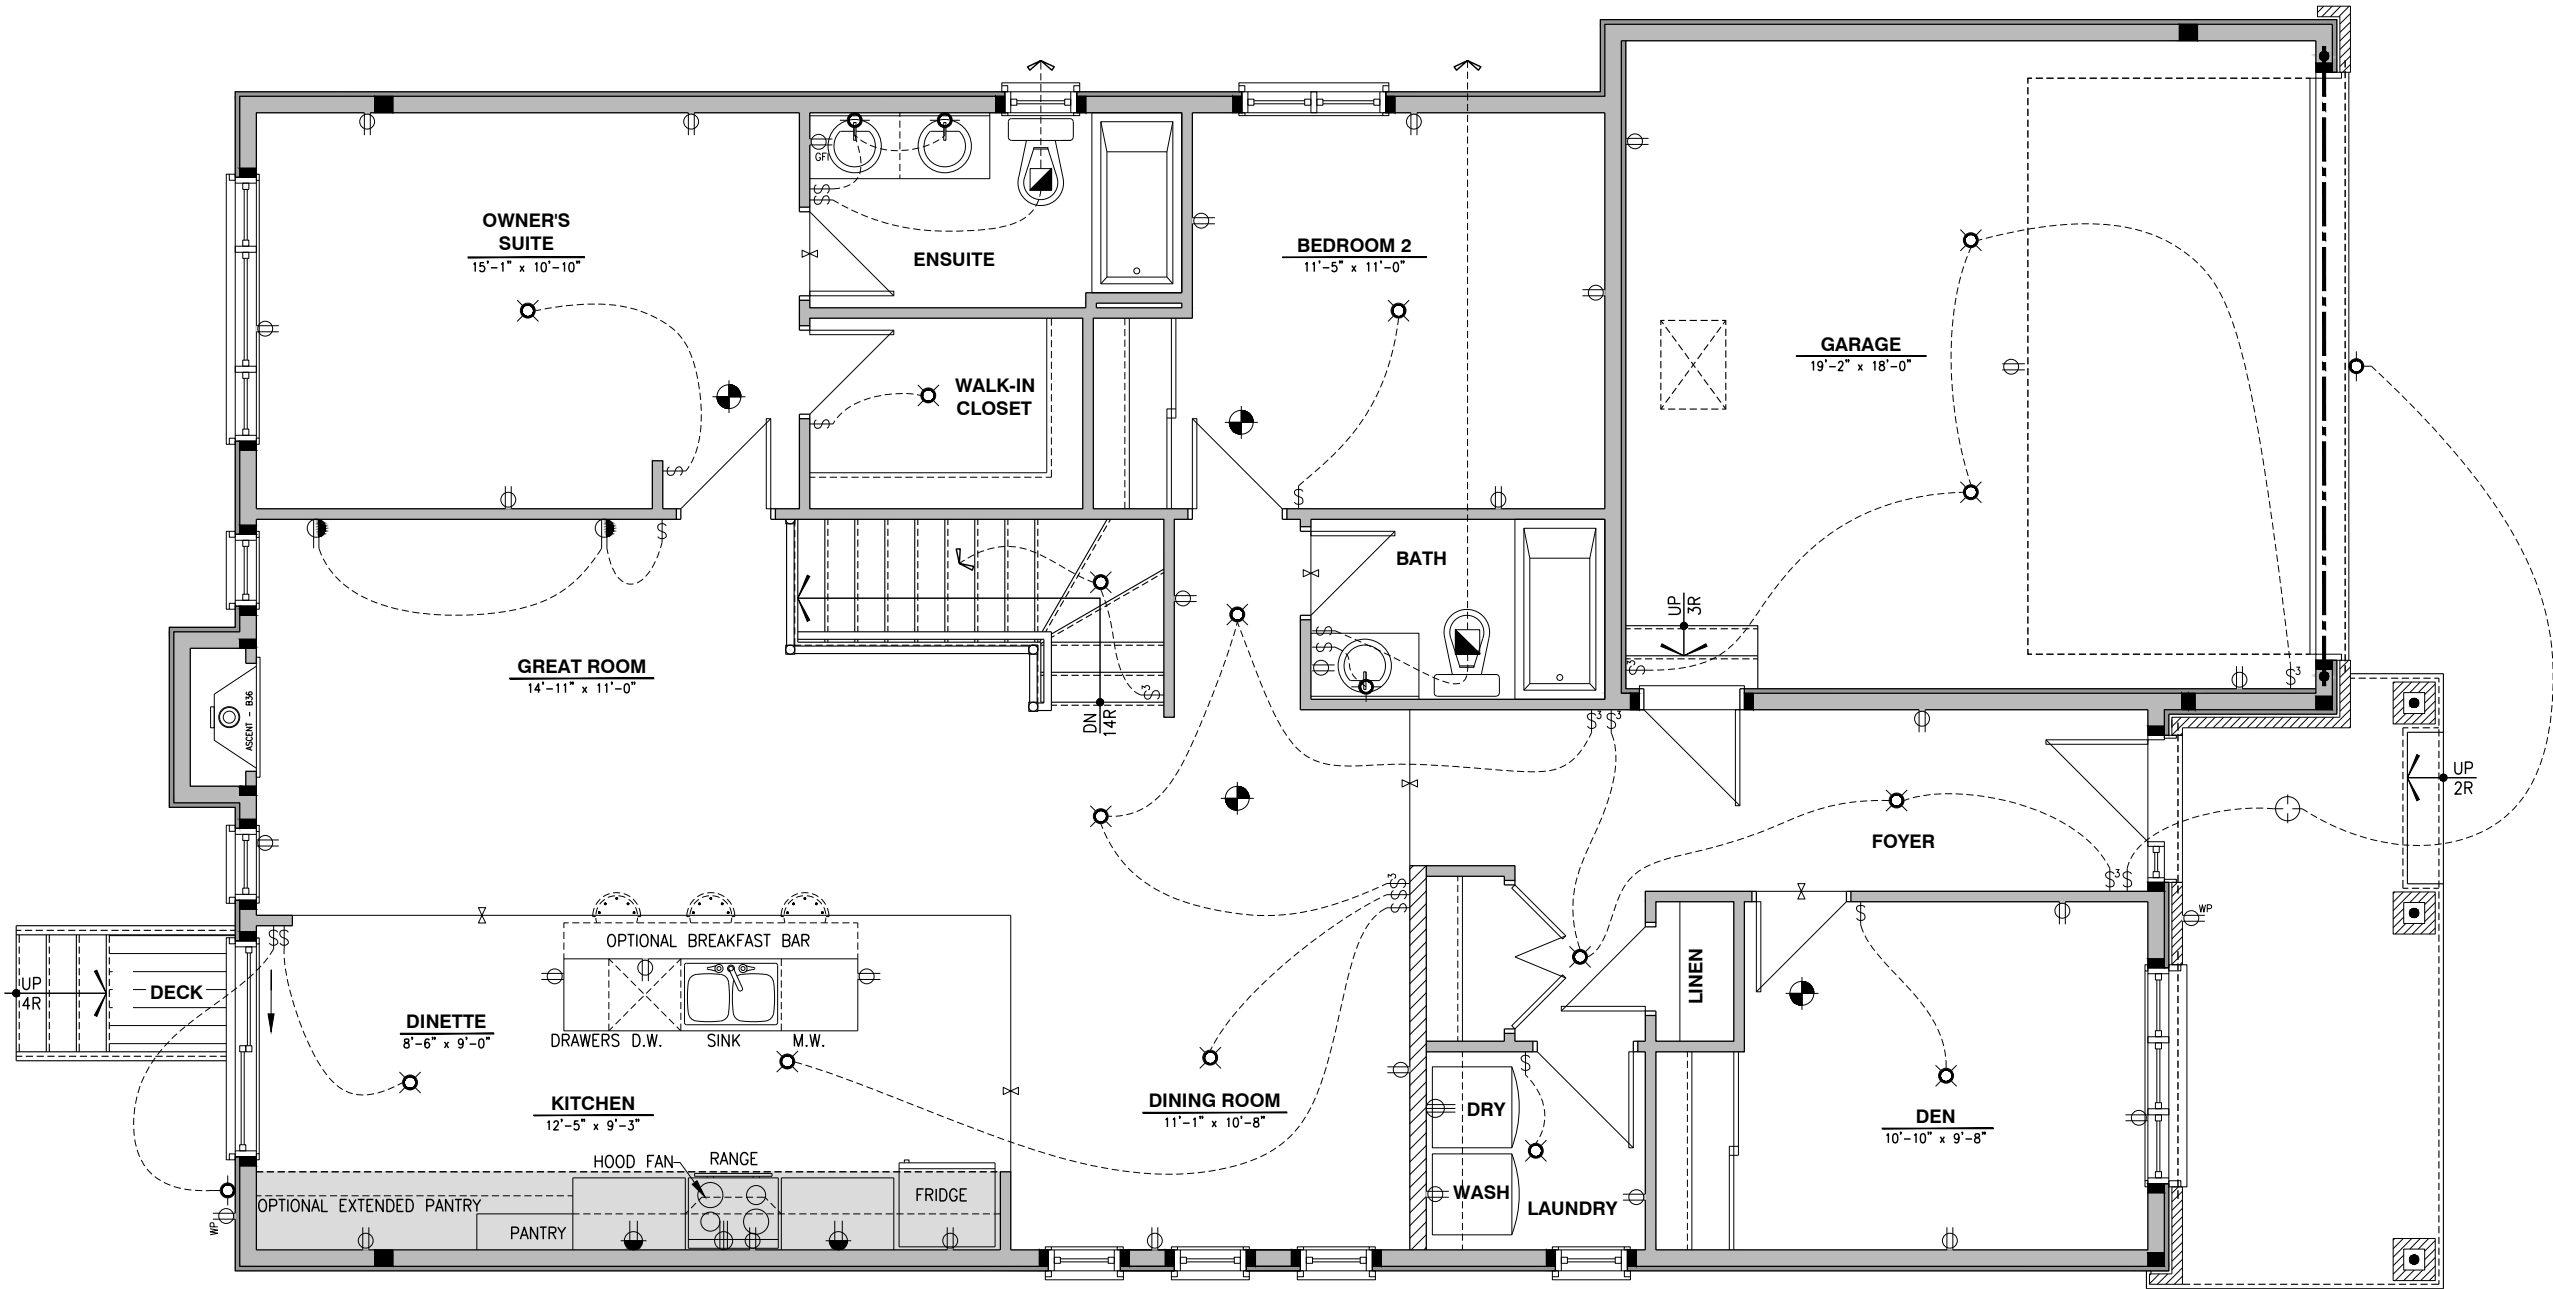 OWNER'S
SUITE
15'-1" x 10'-10"
GFI
ENSUITE
BEDROOM 2
11'-5" x 11'-0"
GARAGE
19'-2" x 18'-0"
WALK-IN
CLOSET
BATH
UP
3R
GREAT ROOM
14'-11" x 11'-0"
ASCENT - B36
DN
14R
UP
2R
FOYER
OPTIONAL BREAKFAST BAR
UP
4R
DECK
LINEN
WP
DINETTE
8'-6" x 9'-0"
DRAWERS D.W.
SINK
M.W.
KITCHEN
12'-5" x 9'-3"
DINING ROOM
11'-1" x 10'-8"
DRY
DEN
10'-10" x 9'-8"
HOOD FAN
RANGE
OPTIONAL EXTENDED PANTRY
PANTRY
FRIDGE
WASH
LAUNDRY
WP